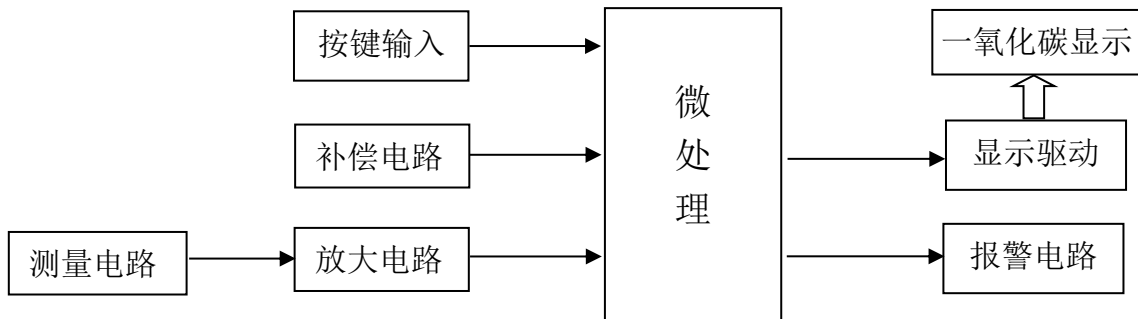 按键输入
一氧化碳显示
微处理
补偿电路
显示驱动
测量电路
放大电路
报警电路